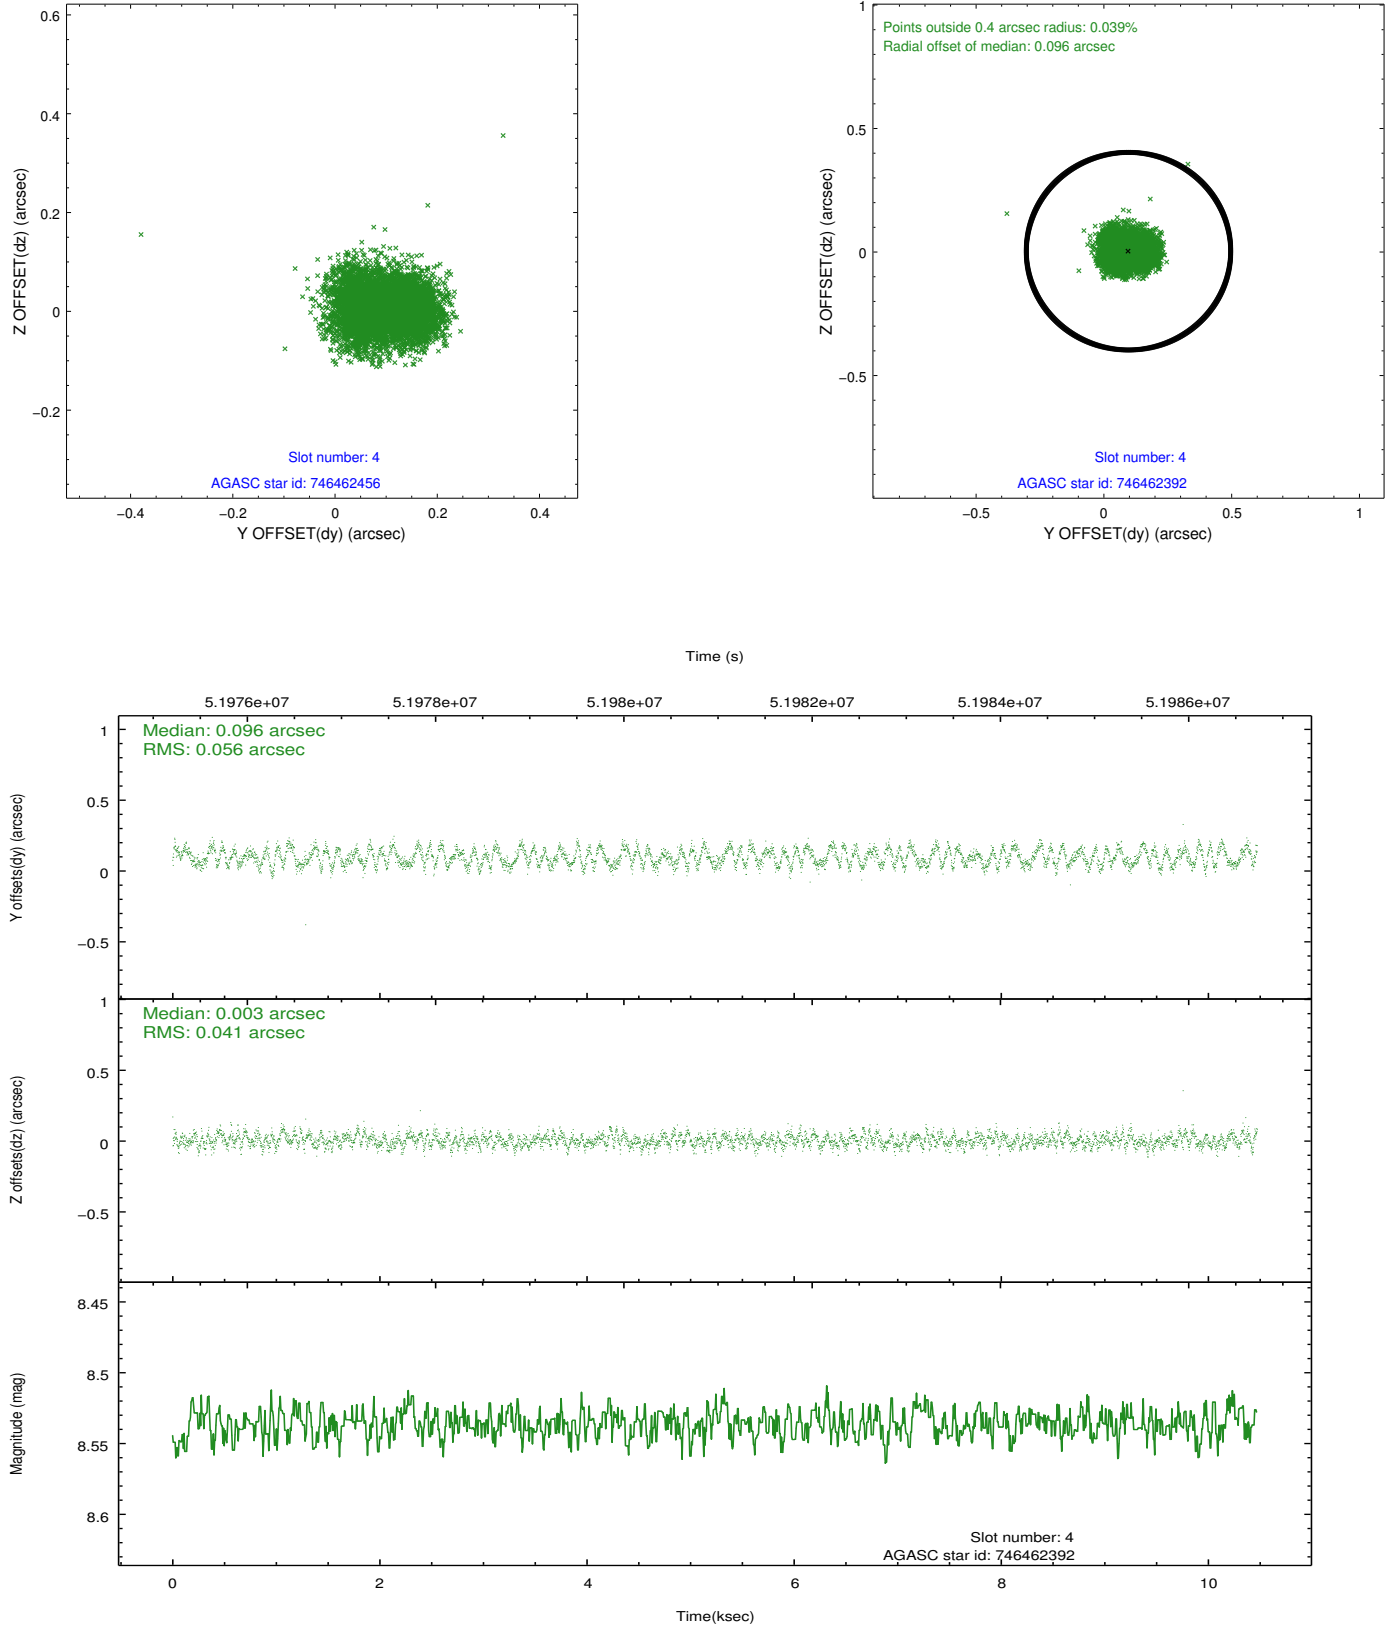 0.6
0.4
0.2
0
−0.2
Z OFFSET(dz) (arcsec)
Slot number: 4
AGASC star id: 746462456
−0.4
−0.2
0
0.2
0.4
Y OFFSET(dy) (arcsec)
1
0.5
0
−0.5
Z OFFSET(dz) (arcsec)
Points outside 0.4 arcsec radius: 0.039%
Radial offset of median: 0.096 arcsec
Slot number: 4
AGASC star id: 746462392
−0.5
0
0.5
1
Y OFFSET(dy) (arcsec)
Time (s)
5.1976e+07
5.1978e+07
5.198e+07
5.1982e+07
5.1984e+07
5.1986e+07
Median: 0.096 arcsec
RMS: 0.056 arcsec
1
0.5
0
−0.5
Y offsets(dy) (arcsec)
Median: 0.003 arcsec
RMS: 0.041 arcsec
1
0.5
0
−0.5
Z offsets(dz) (arcsec)
8.45
8.5
8.55
8.6
Magnitude (mag)
Slot number: 4
AGASC star id: 746462392
0
2
4
6
8
10
Time(ksec)